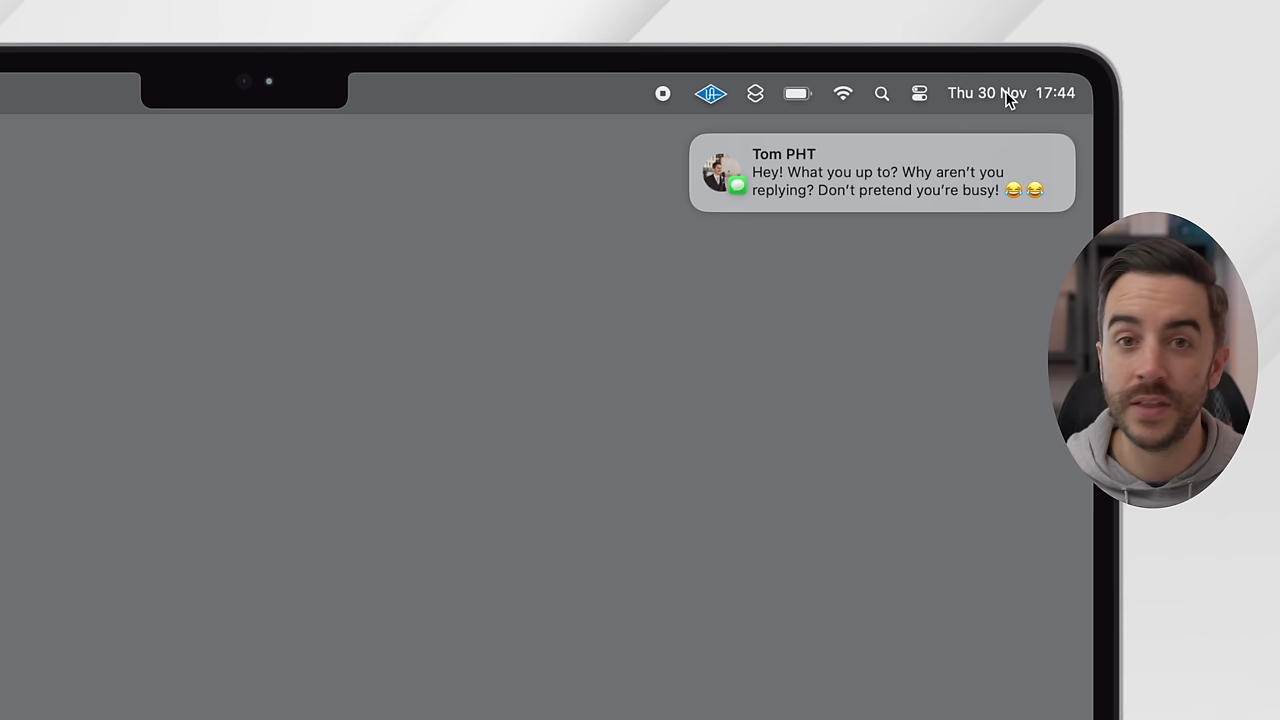 Thu 30 Nov 17:44
Tom PHT
Hey! What you up to? Why aren’t you
replying? Don’t pretend you’re busy! 😂 😂